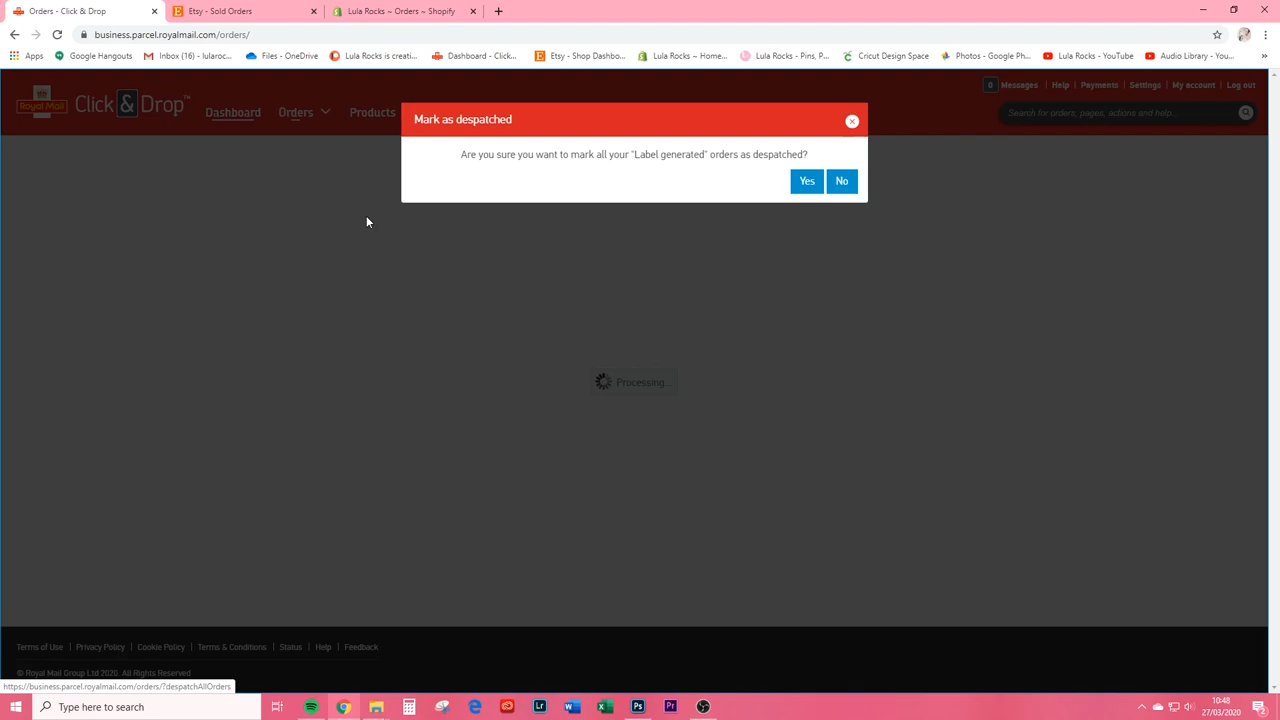 Orders - Click & Drop
Etsy - Sold Orders
Lula Rocks ~ Orders ~ Shopify
business.parcel.royalmail.com/orders/
Apps
Google Hangouts
Inbox (16) - lularoc...
Files - OneDrive
Lula Rocks is creati...
Dashboard - Click...
Etsy - Shop Dashbo...
Lula Rocks ~ Home...
Lula Rocks - Pins, P...
Cricut Design Space
Photos - Google Ph...
Lula Rocks - YouTube
Audio Library - You...
0 Messages | Help | Payments | Settings | My account | Log out
Royal Mail Click & Drop™
Dashboard
Orders
Products
Search for orders, pages, actions and help...
Mark as despatched
Are you sure you want to mark all your "Label generated" orders as despatched?
Yes
No
Processing...
Terms of Use | Privacy Policy | Cookie Policy | Terms & Conditions | Status | Help | Feedback
© Royal Mail Group Ltd 2020. All Rights Reserved
https://business.parcel.royalmail.com/orders/?despatchAllOrders
Type here to search
Lr
Ps
Pr
10:48
27/03/2020
2